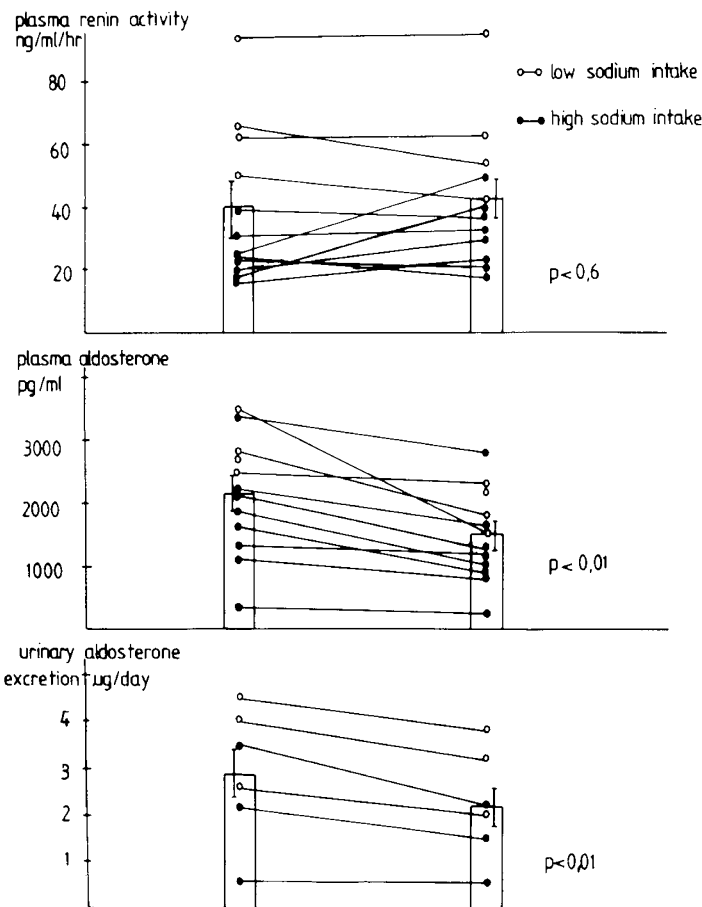 plasma renin activity
ng/ml/hr
80
60
40
20
low sodium intake
high sodium intake
p< 0,6
plasma aldosterone
pg/ml
3000
2000
1000
p< 0,01
urinary aldosterone
excretion µg/day
4
3
2
1
p<0,01